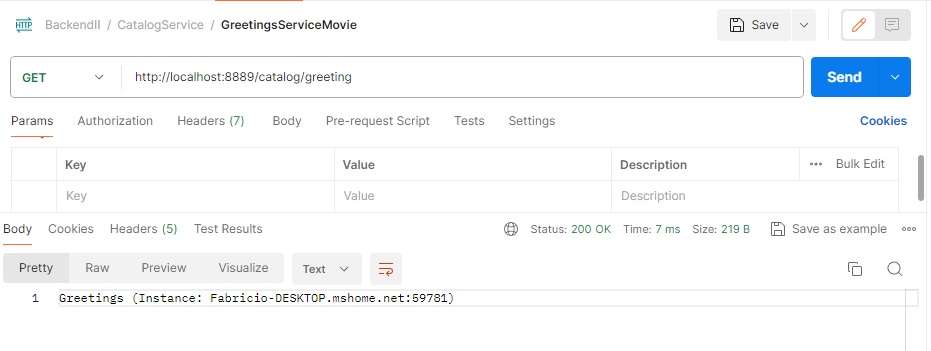 HTTP BackendII / CatalogService / GreetingsServiceMovie Save
GET http://localhost:8889/catalog/greeting Send
Params Authorization Headers (7) Body Pre-request Script Tests Settings Cookies
Key Value Description ••• Bulk Edit
Key Value Description
Body Cookies Headers (5) Test Results Status: 200 OK Time: 7 ms Size: 219 B Save as example
Pretty Raw Preview Visualize Text
1 Greetings (Instance: Fabricio-DESKTOP.mshome.net:59781)